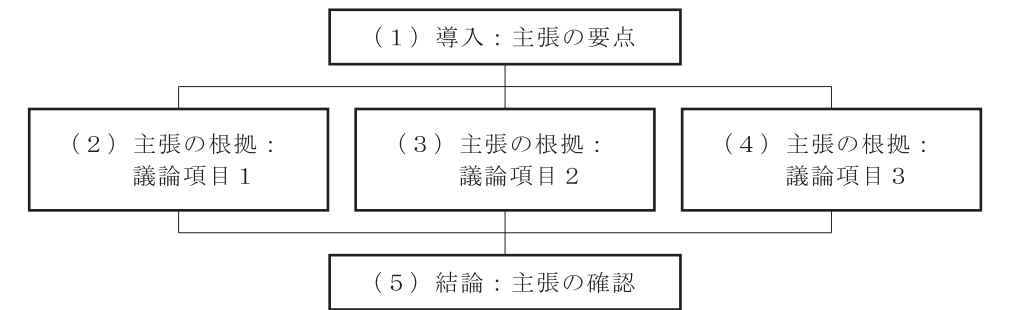 （１）導入：主張の要点
（２）主張の根拠：
議論項目１
（３）主張の根拠：
議論項目２
（４）主張の根拠：
議論項目３
（５）結論：主張の確認